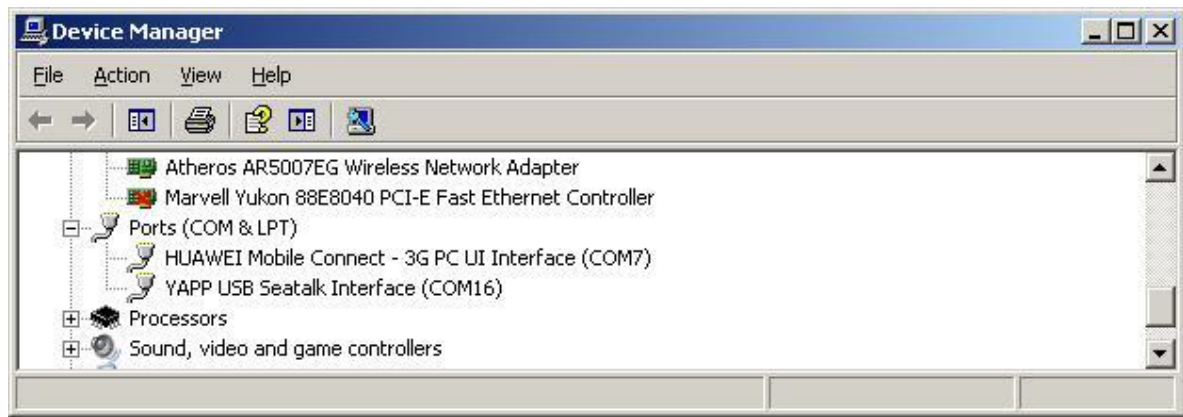 Device Manager
File Action View Help
Atheros AR5007EG Wireless Network Adapter
Marvell Yukon 88E8040 PCI-E Fast Ethernet Controller
Ports (COM & LPT)
HUAWEI Mobile Connect - 3G PC UI Interface (COM7)
YAPP USB Seatalk Interface (COM16)
Processors
Sound, video and game controllers